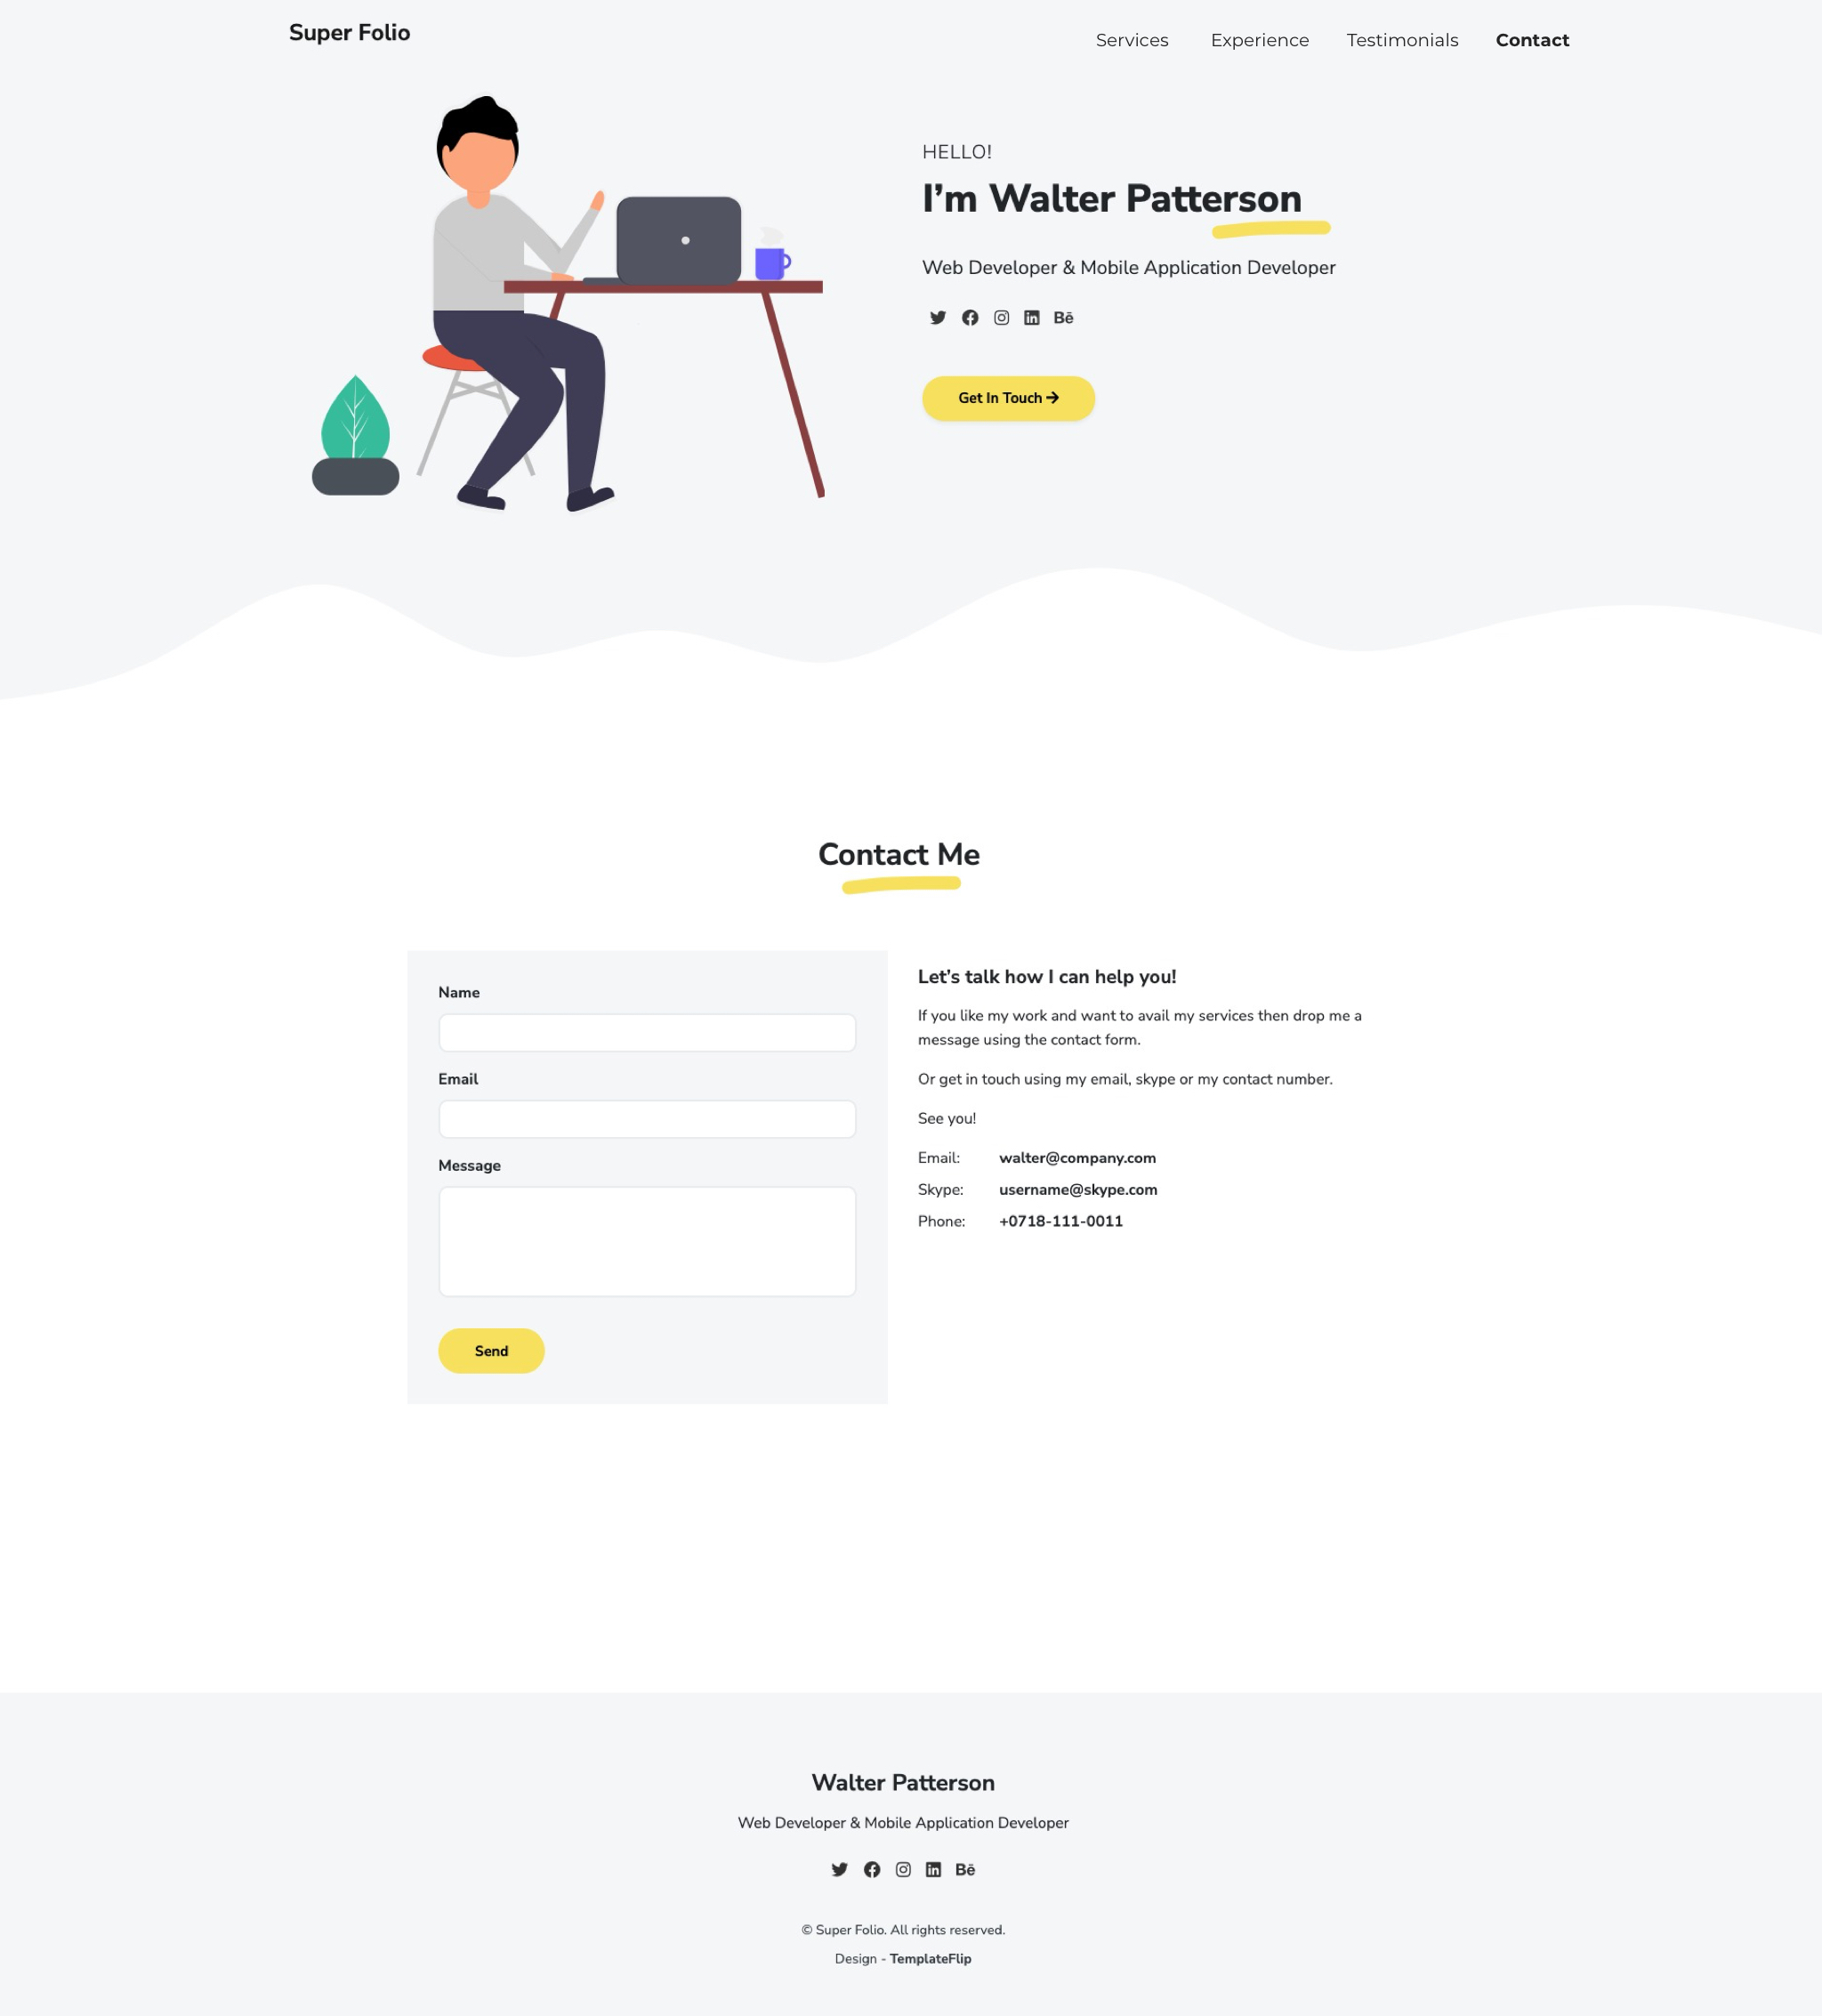 Super Folio
Services Experience Testimonials Contact
HELLO!
I’m Walter Patterson
Web Developer & Mobile Application Developer
Bē
Get In Touch
Contact Me
Name
Email
Message
Send
Let’s talk how I can help you!
If you like my work and want to avail my services then drop me a
message using the contact form.
Or get in touch using my email, skype or my contact number.
See you!
Email: walter@company.com
Skype: username@skype.com
Phone: +0718-111-0011
Walter Patterson
Web Developer & Mobile Application Developer
Bē
© Super Folio. All rights reserved.
Design - TemplateFlip